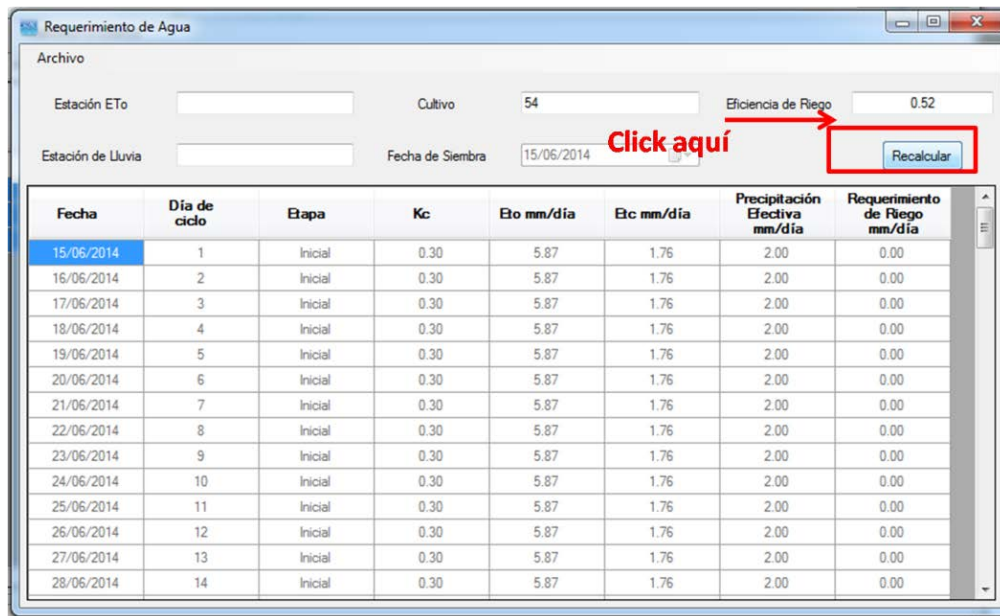 Requerimiento de Agua
Archivo
Estación ETo Cultivo 54 Eficiencia de Riego 0.52
Click aquí
Estación de Lluvia Fecha de Siembra 15/06/2014 Recalcular
Fecha Día de ciclo Etapa Kc Eto mm/día Etc mm/día Precipitación Efectiva mm/día Requerimiento de Riego mm/día
15/06/2014 1 Inicial 0.30 5.87 1.76 2.00 0.00
16/06/2014 2 Inicial 0.30 5.87 1.76 2.00 0.00
17/06/2014 3 Inicial 0.30 5.87 1.76 2.00 0.00
18/06/2014 4 Inicial 0.30 5.87 1.76 2.00 0.00
19/06/2014 5 Inicial 0.30 5.87 1.76 2.00 0.00
20/06/2014 6 Inicial 0.30 5.87 1.76 2.00 0.00
21/06/2014 7 Inicial 0.30 5.87 1.76 2.00 0.00
22/06/2014 8 Inicial 0.30 5.87 1.76 2.00 0.00
23/06/2014 9 Inicial 0.30 5.87 1.76 2.00 0.00
24/06/2014 10 Inicial 0.30 5.87 1.76 2.00 0.00
25/06/2014 11 Inicial 0.30 5.87 1.76 2.00 0.00
26/06/2014 12 Inicial 0.30 5.87 1.76 2.00 0.00
27/06/2014 13 Inicial 0.30 5.87 1.76 2.00 0.00
28/06/2014 14 Inicial 0.30 5.87 1.76 2.00 0.00